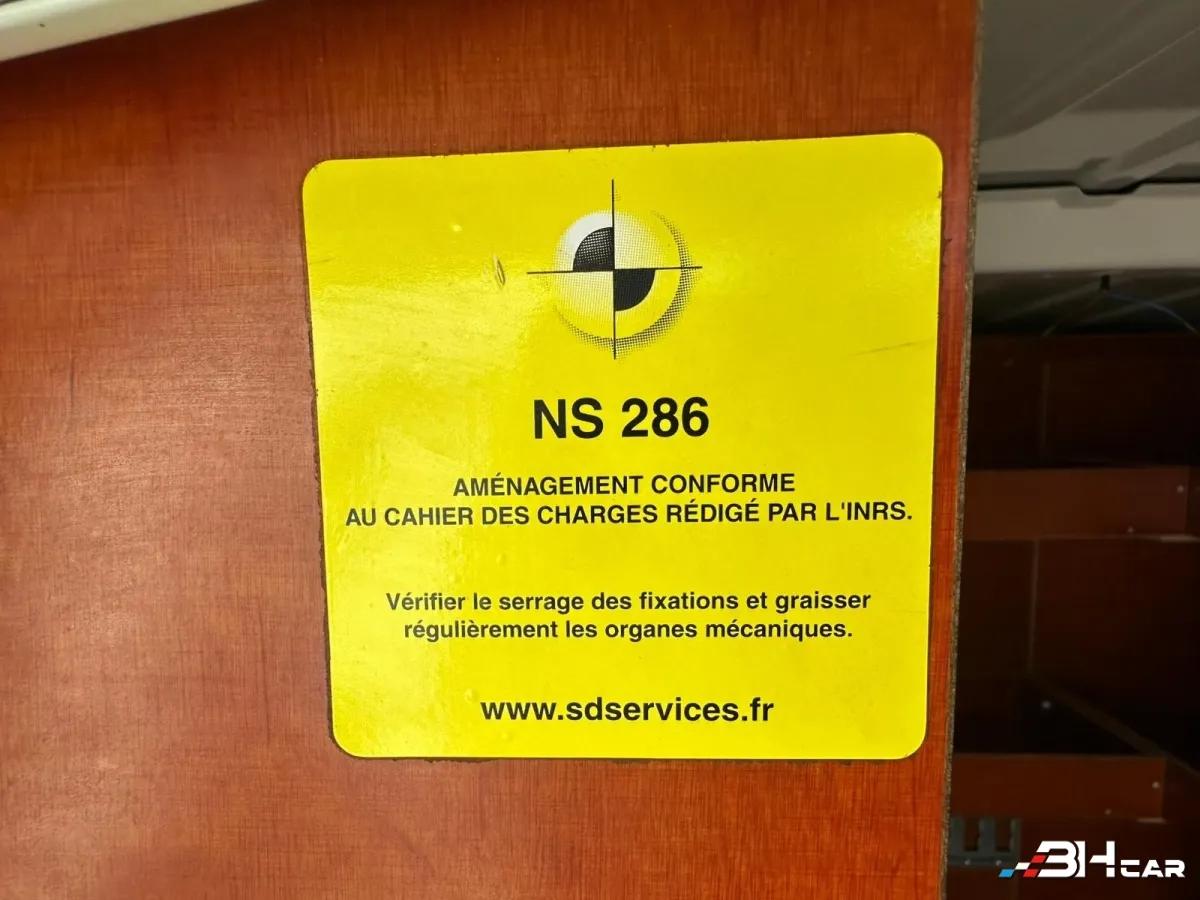 NS 286
AMÉNAGEMENT CONFORME
AU CAHIER DES CHARGES RÉDIGÉ PAR L'INRS.
Vérifier le serrage des fixations et graisser
régulièrement les organes mécaniques.
www.sdservices.fr
BHCAR